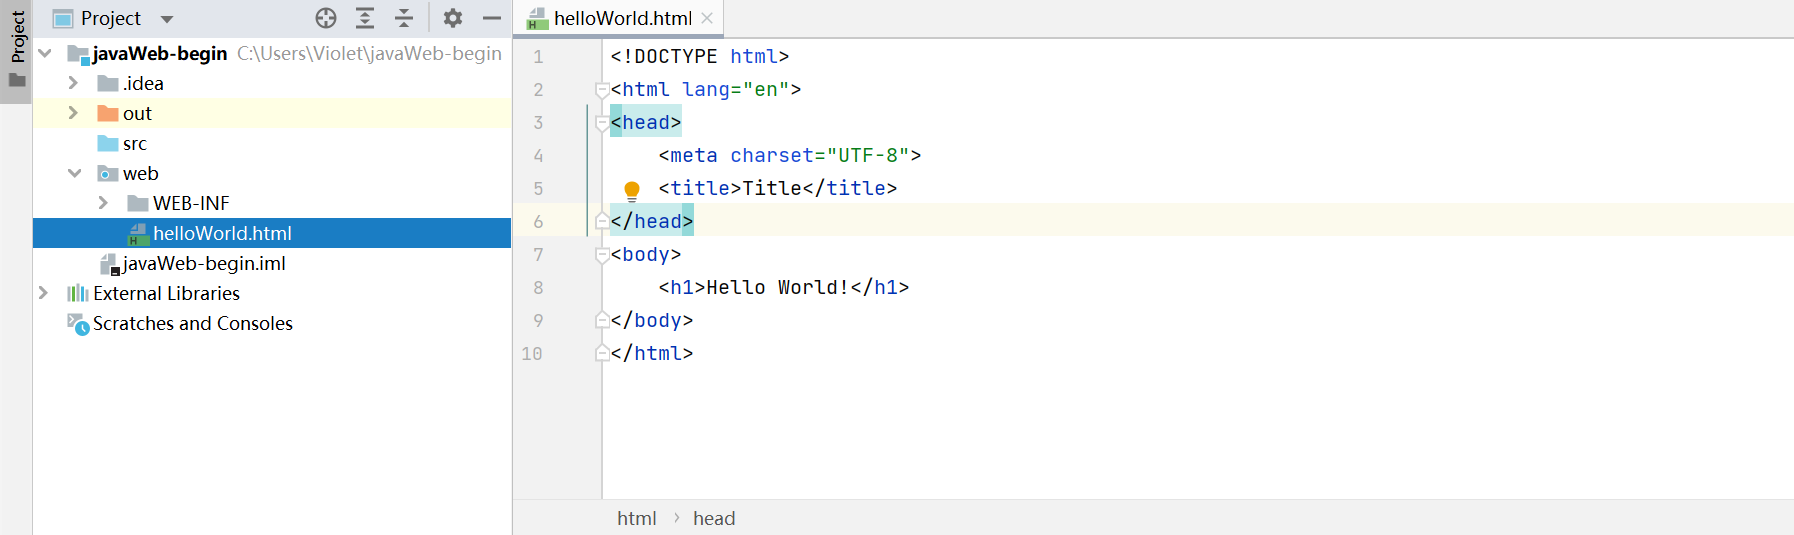 Project
Project
javaWeb-begin C:\Users\Violet\javaWeb-begin
.idea
out
src
web
WEB-INF
helloWorld.html
javaWeb-begin.iml
External Libraries
Scratches and Consoles
helloWorld.html
1 <!DOCTYPE html>
2 <html lang="en">
3 <head>
4 <meta charset="UTF-8">
5 <title>Title</title>
6 </head>
7 <body>
8 <h1>Hello World!</h1>
9 </body>
10 </html>
html › head